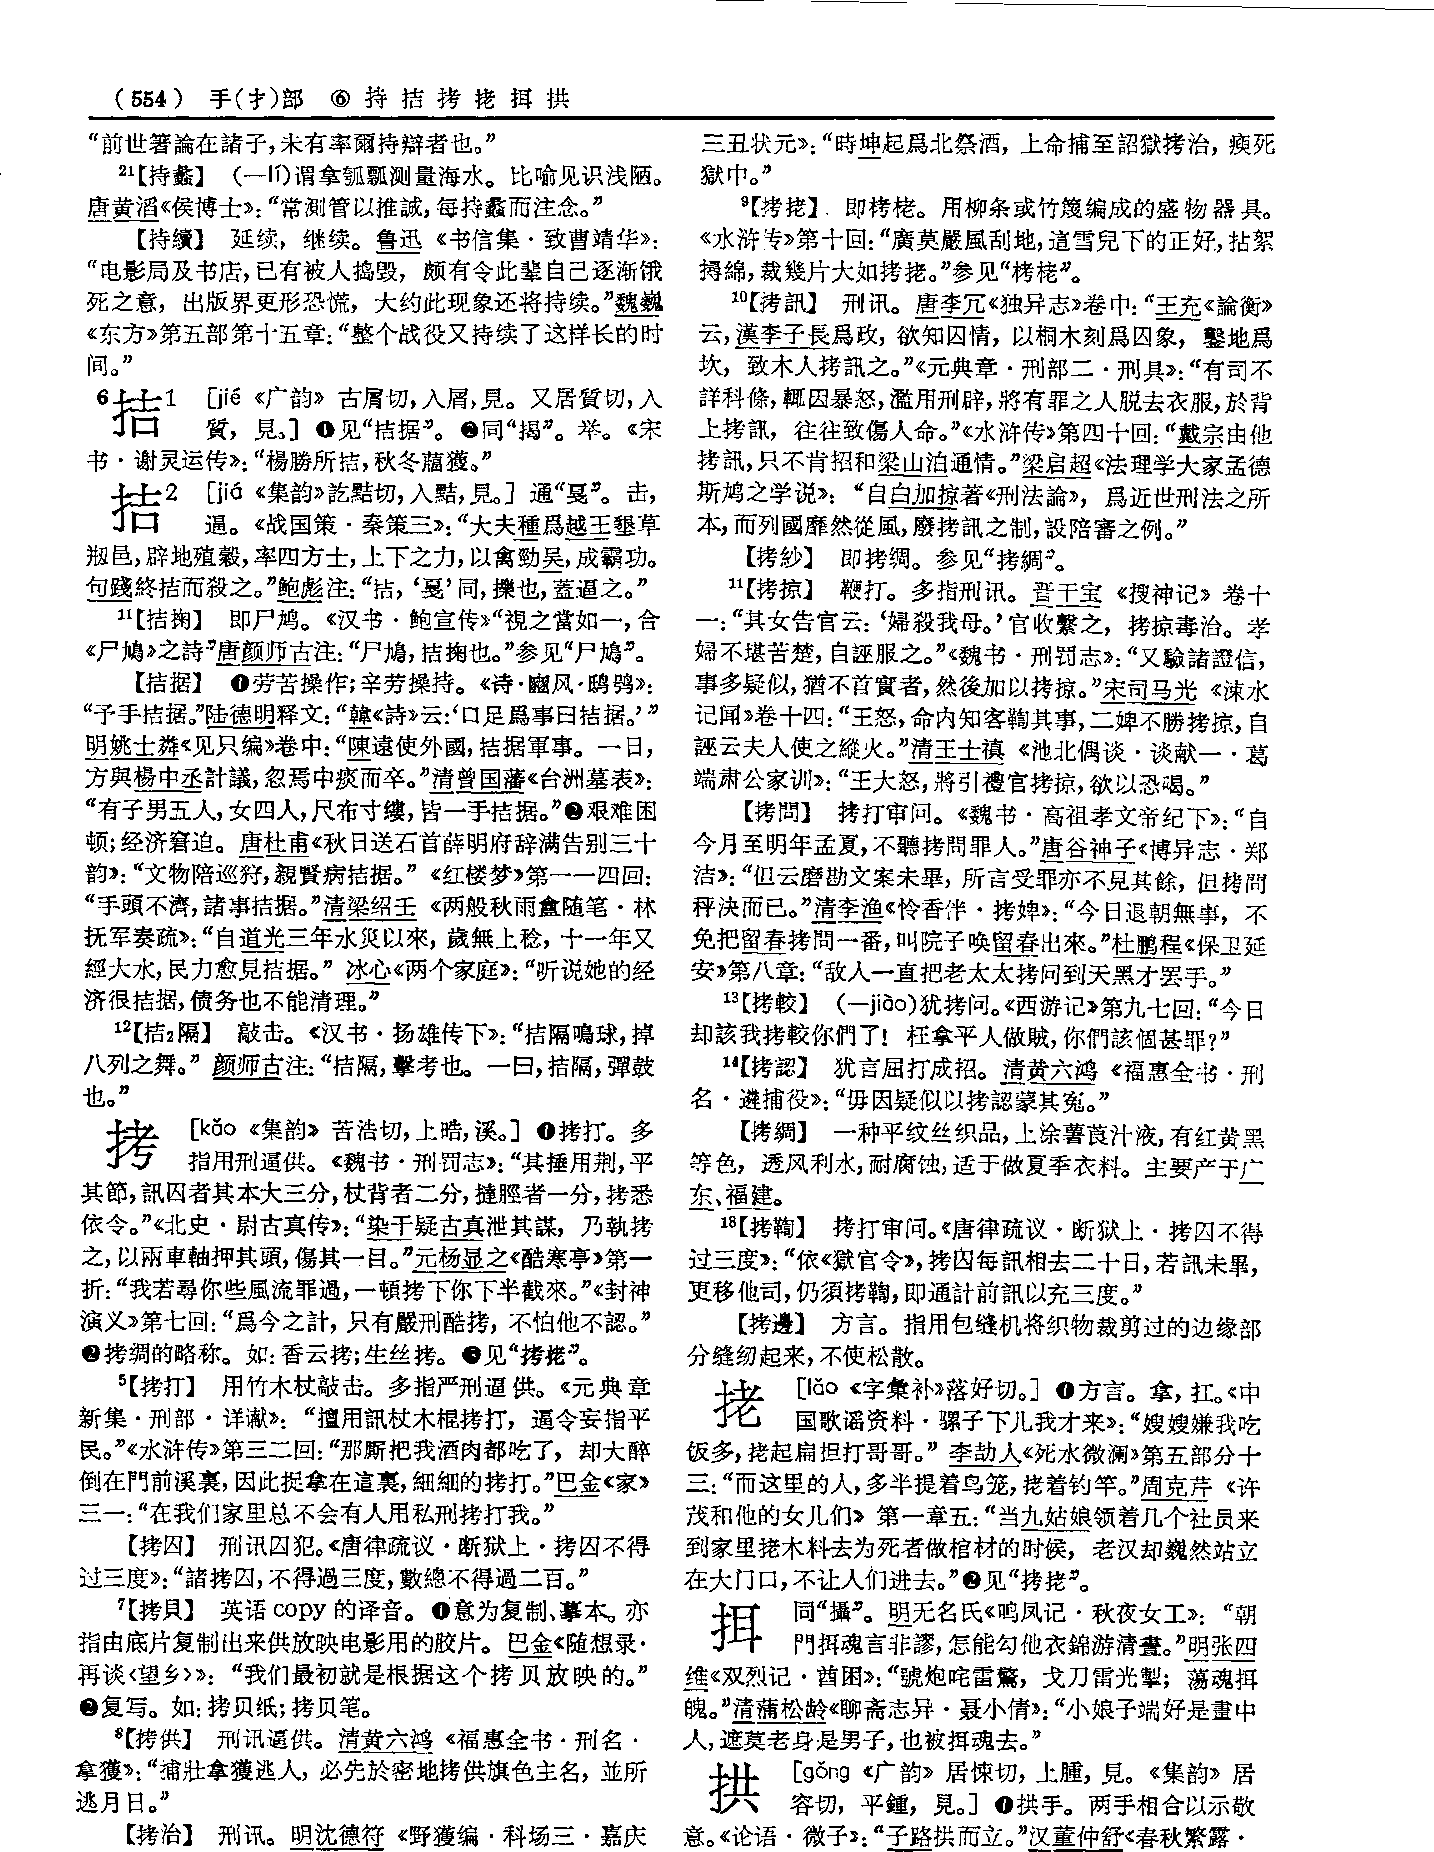 （554） 手(扌)部 ⑥ 持 拮 拷 㧯 挕 拱
“前世著論在諸子，未有率爾持辯者也。”
21【持蠡】 （—lí）谓拿瓠瓢测量海水。比喻见识浅陋。
唐黄滔《侯博士》：“常測管以推誠，每持蠡而注念。”
【持續】 延续，继续。鲁迅《书信集·致曹靖华》：
“电影局及书店，已有被人捣毁，颇有令此辈自己逐渐饿
死之意，出版界更形恐慌，大约此现象还将持续。”魏巍
《东方》第五部第十五章：“整个战役又持续了这样长的时
间。”
6拮1 ［jié《广韵》古屑切，入屑，見。又居質切，入
質，見。］❶见“拮据”。❷同“揭”。举。《宋
书·谢灵运传》：“楊勝所拮，秋冬蘊獲。”
拮2 ［jiá《集韵》訖黠切，入黠，見。］通“戛”。击，
逼。《战国策·秦策三》：“大夫種爲越王墾草
剏邑，辟地殖穀，率四方士，上下之力，以禽勁吴，成霸功。
句踐終拮而殺之。”鲍彪注：“拮，‘戛’同，擽也，蓋逼之。”
11【拮掬】 即尸鸠。《汉书·鲍宣传》“視之當如一，合
《尸鳩》之詩”唐颜师古注：“尸鳩，拮掬也。”参见“尸鳩”。
【拮据】 ❶劳苦操作；辛劳操持。《诗·豳风·鸱鸮》：
“予手拮据。”陆德明释文：“韓《詩》云：‘口足爲事曰拮据。’”
明姚士粦《见只编》卷中：“陳遠使外國，拮据軍事。一日，
方與楊中丞計議，忽焉中痰而卒。”清曾国藩《台洲墓表》：
“有子男五人，女四人，尺布寸縷，皆一手拮据。”❷艰难困
顿；经济窘迫。唐杜甫《秋日送石首薛明府辞满告别三十
韵》：“文物陪巡狩，親賢病拮据。”《红楼梦》第一一四回：
“手頭不濟，諸事拮据。”清梁绍壬《两般秋雨盦随笔·林
抚军奏疏》：“自道光三年水災以來，歲無上稔，十一年又
經大水，民力愈見拮据。”冰心《两个家庭》：“听说她的经
济很拮据，债务也不能清理。”
12【拮2隔】 敲击。《汉书·扬雄传下》：“拮隔鳴球，掉
八列之舞。”颜师古注：“拮隔，擊考也。一曰，拮隔，彈鼓
也。”
拷 ［kǎo《集韵》苦浩切，上晧，溪。］❶拷打。多
指用刑逼供。《魏书·刑罚志》：“其捶用荆，平
其節，訊囚者其本大三分，杖背者二分，撻脛者一分，拷悉
依令。”《北史·尉古真传》：“染干疑古真泄其謀，乃執拷
之，以兩車軸押其頭，傷其一目。”元杨显之《酷寒亭》第一
折：“我若尋你些風流罪過，一頓拷下你下半截來。”《封神
演义》第七回：“爲今之計，只有嚴刑酷拷，不怕他不認。”
❷拷绸的略称。如：香云拷；生丝拷。❸见“拷㧯”。
5【拷打】 用竹木杖敲击。多指严刑逼供。《元典章
新集·刑部·详谳》：“擅用訊杖木棍拷打，逼令妄指平
民。”《水浒传》第三二回：“那厮把我酒肉都吃了，却大醉
倒在門前溪裏，因此捉拿在這裏，細細的拷打。”巴金《家》
三一：“在我们家里总不会有人用私刑拷打我。”
【拷囚】 刑讯囚犯。《唐律疏议·断狱上·拷囚不得
过三度》：“諸拷囚，不得過三度，數總不得過二百。”
7【拷貝】 英语 copy 的译音。❶意为复制、摹本。亦
指由底片复制出来供放映电影用的胶片。巴金《随想录·
再谈〈望乡〉》：“我们最初就是根据这个拷贝放映的。”
❷复写。如：拷贝纸；拷贝笔。
8【拷供】 刑讯逼供。清黄六鸿《福惠全书·刑名·
拿獲》：“捕壯拿獲逃人，必先於密地拷供旗色主名，並所
逃月日。”
【拷治】 刑讯。明沈德符《野獲編·科场三·嘉庆
三丑状元》：“時坤起爲北祭酒，上命捕至詔獄拷治，瘐死
獄中。”
9【拷㧯】 即栲栳。用柳条或竹篾编成的盛物器具。
《水浒传》第十回：“廣莫嚴風刮地，這雪兒下的正好，拈絮
撏綿，裁幾片大如拷㧯。”参见“栲栳”。
10【拷訊】 刑讯。唐李冗《独异志》卷中：“王充《論衡》
云，漢李子長爲政，欲知囚情，以桐木刻爲囚象，鑿地爲
坎，致木人拷訊之。”《元典章·刑部二·刑具》：“有司不
詳科條，輒因暴怒，濫用刑辟，將有罪之人脱去衣服，於背
上拷訊，往往致傷人命。”《水浒传》第四十回：“戴宗由他
拷訊，只不肯招和梁山泊通情。”梁启超《法理学大家孟德
斯鸠之学说》：“自白加掠著《刑法論》，爲近世刑法之所
本，而列國靡然從風，廢拷訊之制，設陪審之例。”
【拷紗】 即拷绸。参见“拷綢”。
11【拷掠】 鞭打。多指刑讯。晋干宝《搜神记》卷十
一：“其女告官云：‘婦殺我母。’官收繫之，拷掠毒治。孝
婦不堪苦楚，自誣服之。”《魏书·刑罚志》：“又驗諸證信，
事多疑似，猶不首實者，然後加以拷掠。”宋司马光《涑水
记闻》卷十四：“王怒，命内知客鞫其事，二婢不勝拷掠，自
誣云夫人使之縱火。”清王士禛《池北偶谈·谈献一·葛
端肃公家训》：“王大怒，將引禮官拷掠，欲以恐碣。”
【拷問】 拷打审问。《魏书·高祖孝文帝纪下》：“自
今月至明年孟夏，不聽拷問罪人。”唐谷神子《博异志·郑
洁》：“但云磨勘文案未畢，所言受罪亦不見其餘，但拷問
秤決而已。”清李渔《怜香伴·拷婢》：“今日退朝無事，不
免把留春拷問一番，叫院子唤留春出來。”杜鹏程《保卫延
安》第八章：“敌人一直把老太太拷问到天黑才罢手。”
13【拷較】 （—jiào）犹拷问。《西游记》第九七回：“今日
却該我拷較你們了！枉拿平人做賊，你們該個甚罪？”
14【拷認】 犹言屈打成招。清黄六鸿《福惠全书·刑
名·遴捕役》：“毋因疑似以拷認蒙其冤。”
【拷綢】 一种平纹丝织品，上涂薯莨汁液，有红黄黑
等色，透风利水，耐腐蚀，适于做夏季衣料。主要产于广
东、福建。
18【拷鞫】 拷打审问。《唐律疏议·断狱上·拷囚不得
过三度》：“依《獄官令》，拷囚每訊相去二十日，若訊未畢，
更移他司，仍須拷鞫，即通計前訊以充三度。”
【拷邊】 方言。指用包缝机将织物裁剪过的边缘部
分缝纫起来，不使松散。
㧯 ［lǎo《字彙补》落好切。］❶方言。拿，扛。《中
国歌谣资料·骡子下儿我才来》：“嫂嫂嫌我吃
饭多，㧯起扁担打哥哥。”李劼人《死水微澜》第五部分十
三：“而这里的人，多半提着鸟笼，㧯着钓竿。”周克芹《许
茂和他的女儿们》第一章五：“当九姑娘领着几个社员来
到家里㧯木料去为死者做棺材的时候，老汉却巍然站立
在大门口，不让人们进去。”❷见“拷㧯”。
挕 同“攝”。明无名氏《鸣凤记·秋夜女工》：“朝
門挕魂言非謬，怎能勾他衣錦游清晝。”明张四
维《双烈记·酋困》：“號炮咤雷驚，戈刀雷光掣；蕩魂挕
魄。”清蒲松龄《聊斋志异·聂小倩》：“小娘子端好是畫中
人，遮莫老身是男子，也被挕魂去。”
拱 ［gǒng《广韵》居悚切，上腫，見。《集韵》居
容切，平鍾，見。］❶拱手。两手相合以示敬
意。《论语·微子》：“子路拱而立。”汉董仲舒《春秋繁露·